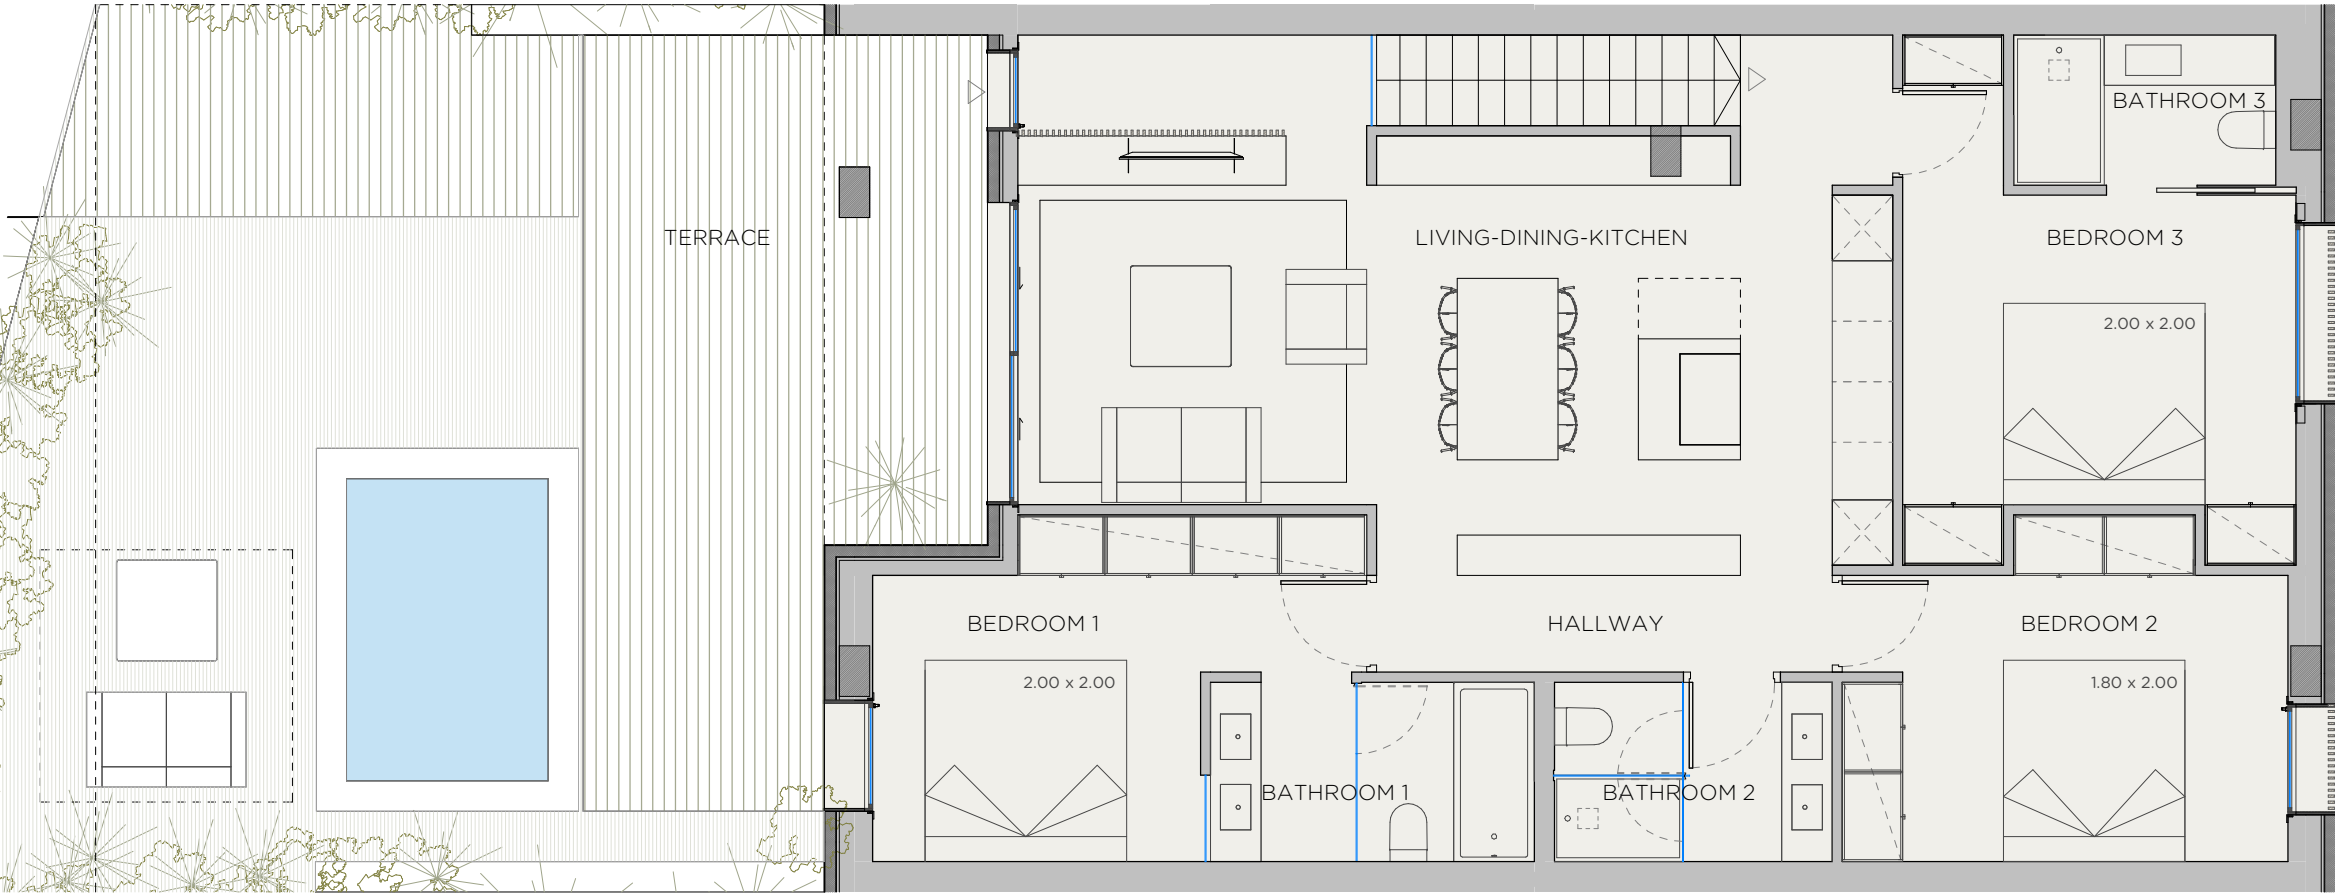 BATHROOM 3
TERRACE
LIVING-DINING-KITCHEN
BEDROOM 3
2.00 x 2.00
BEDROOM 1
HALLWAY
BEDROOM 2
2.00 x 2.00
1.80 x 2.00
BATHROOM 1
BATHROOM 2